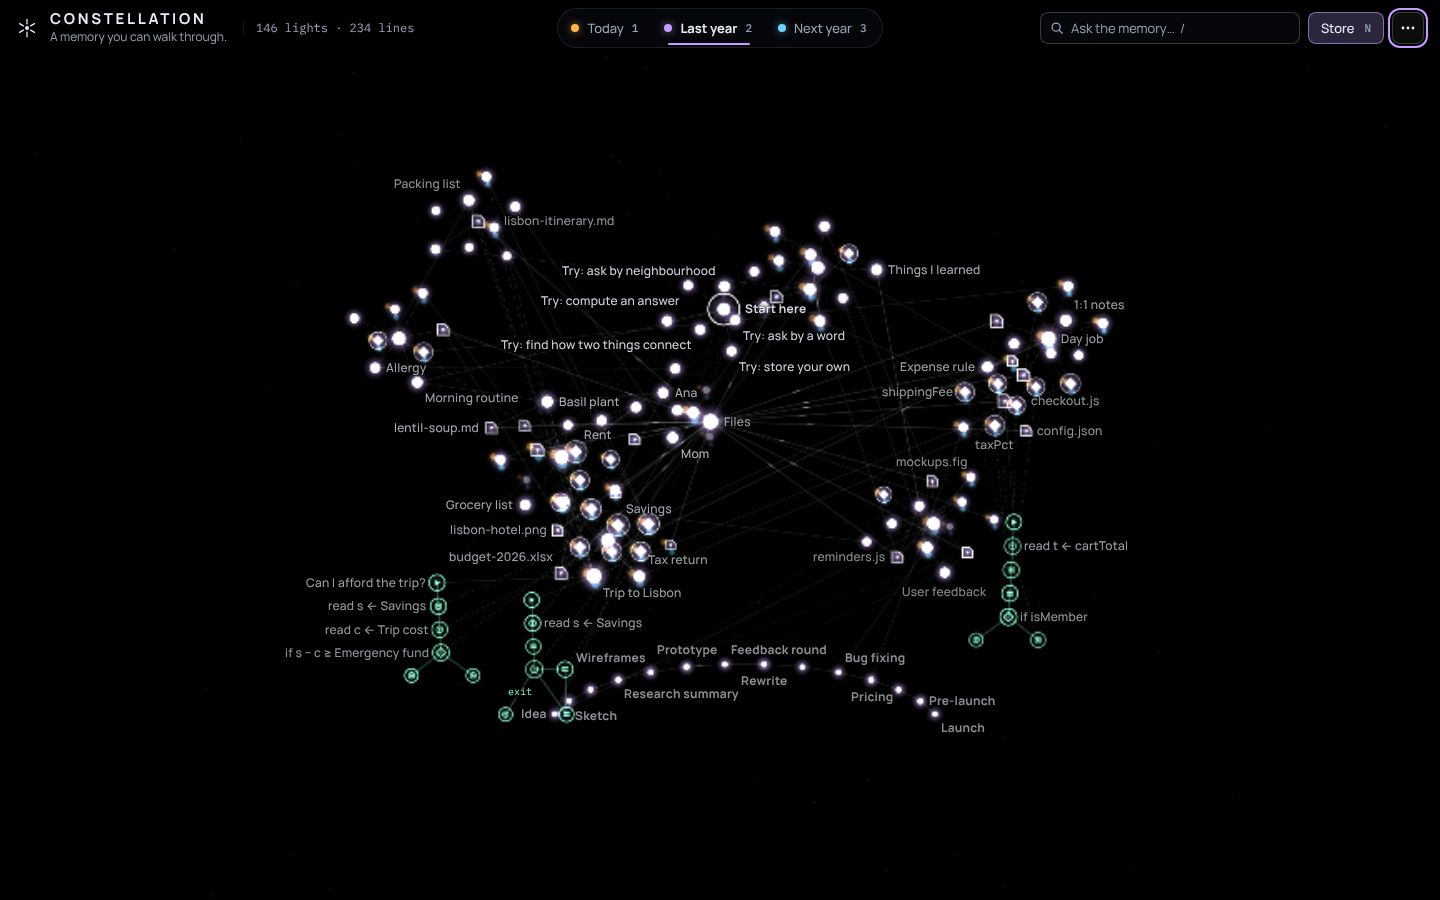 CONSTELLATION
A memory you can walk through.
146 lights · 234 lines
Today 1
Last year 2
Next year 3
Ask the memory… /
Store N
Packing list
lisbon-itinerary.md
Try: ask by neighbourhood
Things I learned
Try: compute an answer
Start here
1:1 notes
Try: ask by a word
Day job
Try: find how two things connect
Allergy
Try: store your own
Expense rule
Morning routine
Basil plant
Ana
shippingFee
checkout.js
lentil-soup.md
Rent
Files
config.json
taxPct
Mom
mockups.fig
Grocery list
Savings
lisbon-hotel.png
read t ← cartTotal
budget-2026.xlsx
Tax return
reminders.js
Can I afford the trip?
Trip to Lisbon
User feedback
read s ← Savings
read s ← Savings
if isMember
read c ← Trip cost
if s − c ≥ Emergency fund
Wireframes
Prototype
Feedback round
Bug fixing
Rewrite
exit
Research summary
Pricing
Pre-launch
Idea
Sketch
Launch